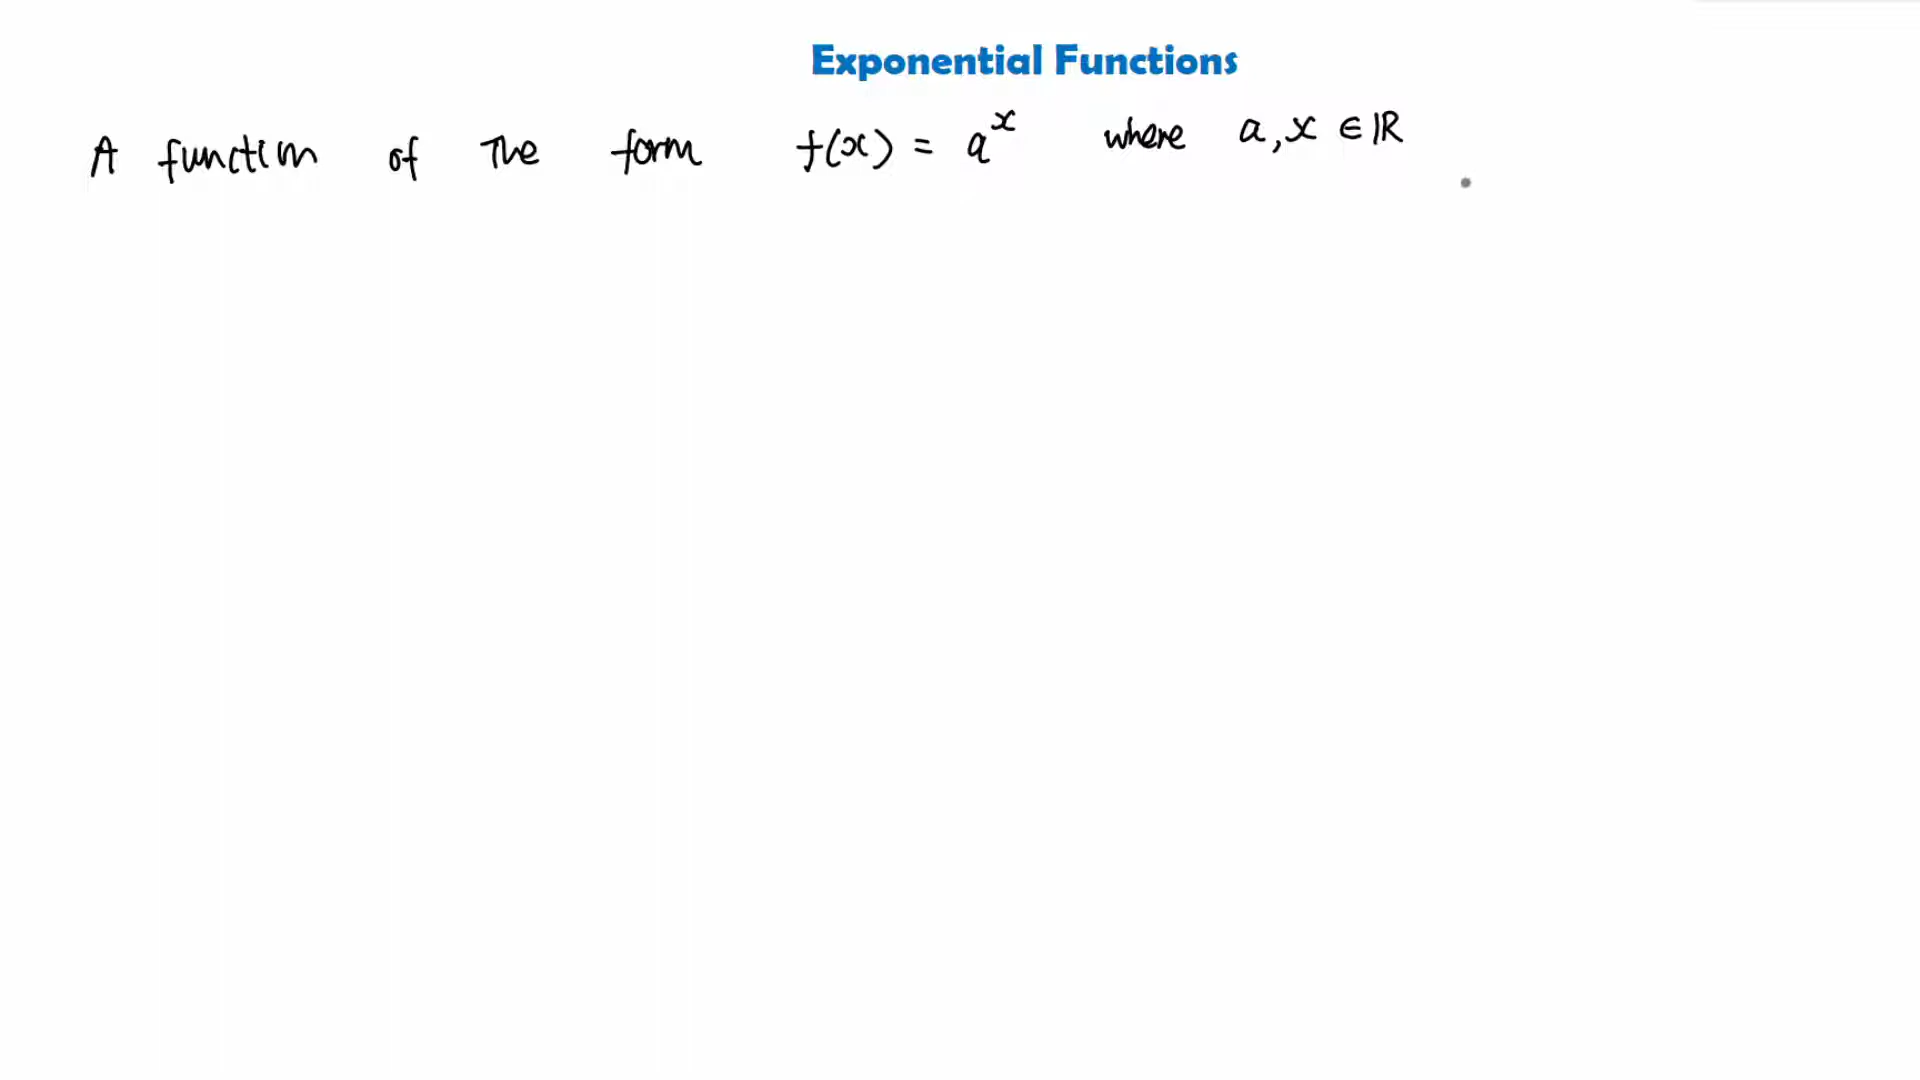 Exponential Functions
A function of the form f(x) = a^x where a, x ∈ ℝ